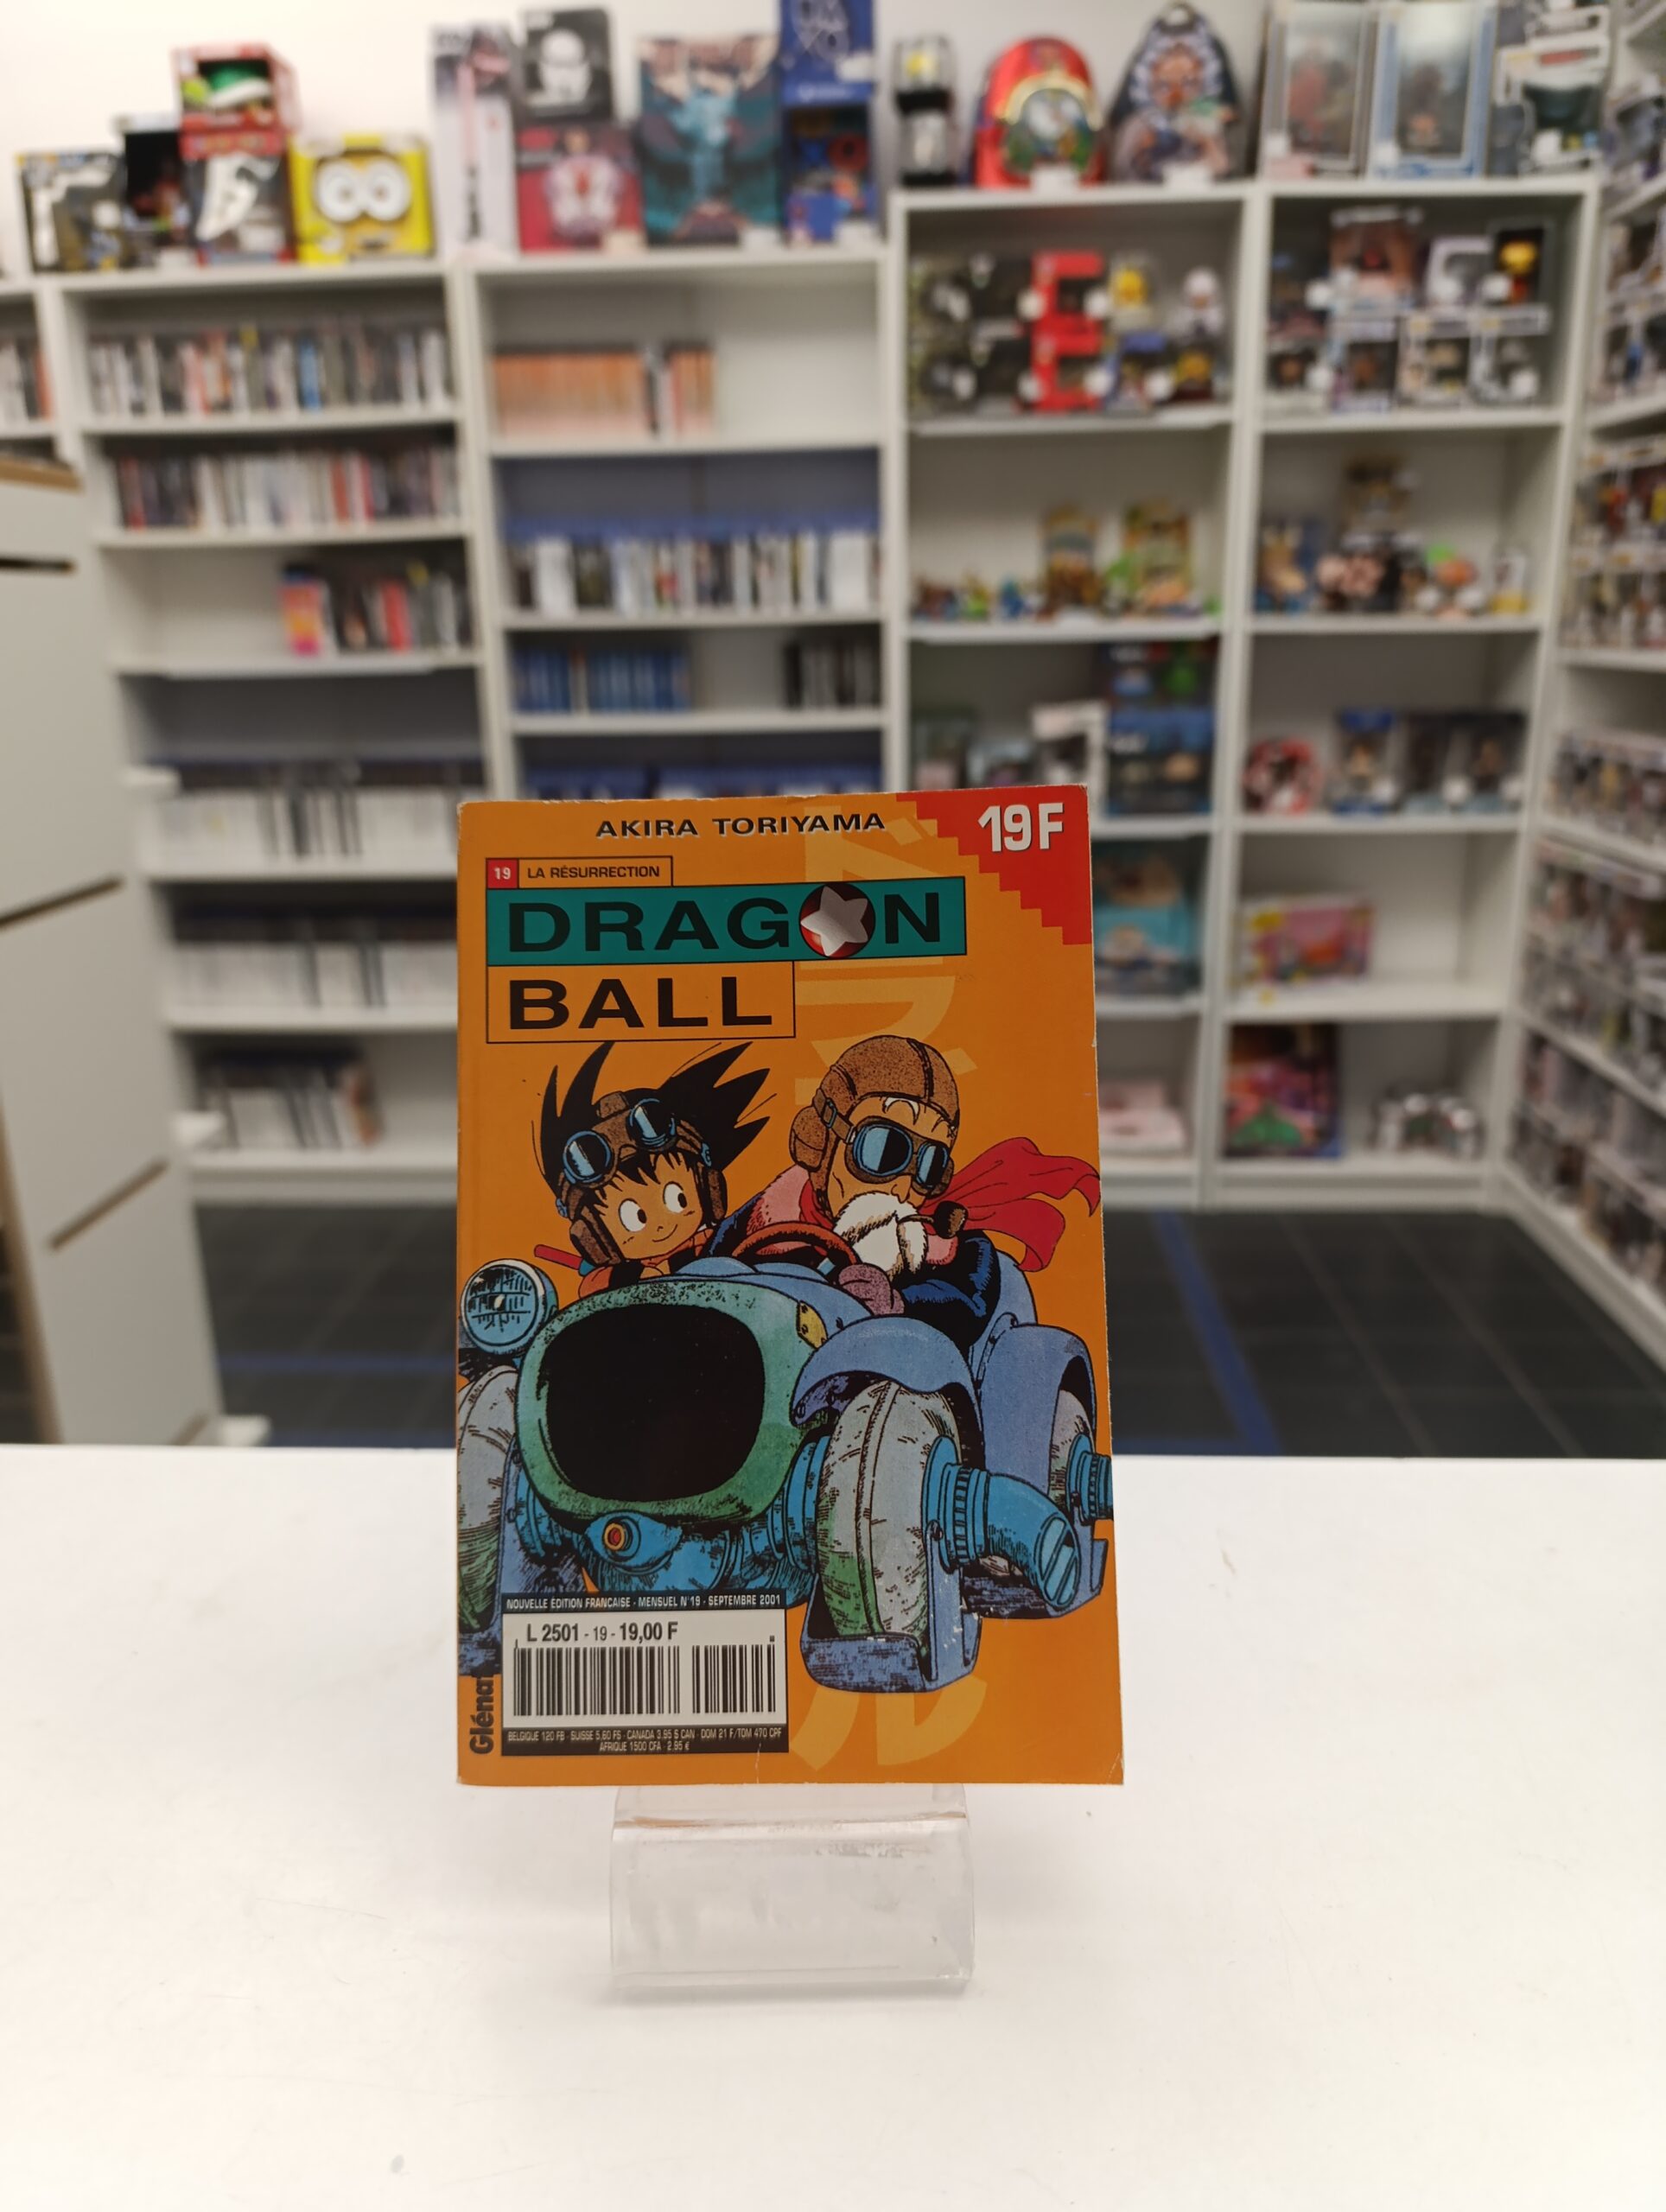 AKIRA TORIYAMA
19F
19 LA RÉSURRECTION
DRAGON
BALL
NOUVELLE ÉDITION FRANÇAISE - MENSUEL N°19 - SEPTEMBRE 2001
L 2501 - 19 - 19,00 F
Glénat
BELGIQUE 120 FB - SUISSE 5,60 FS - CANADA 3.95 $ CAN - DOM 21 F/TOM 470 CPF
AFRIQUE 1500 CFA - 2.95 €